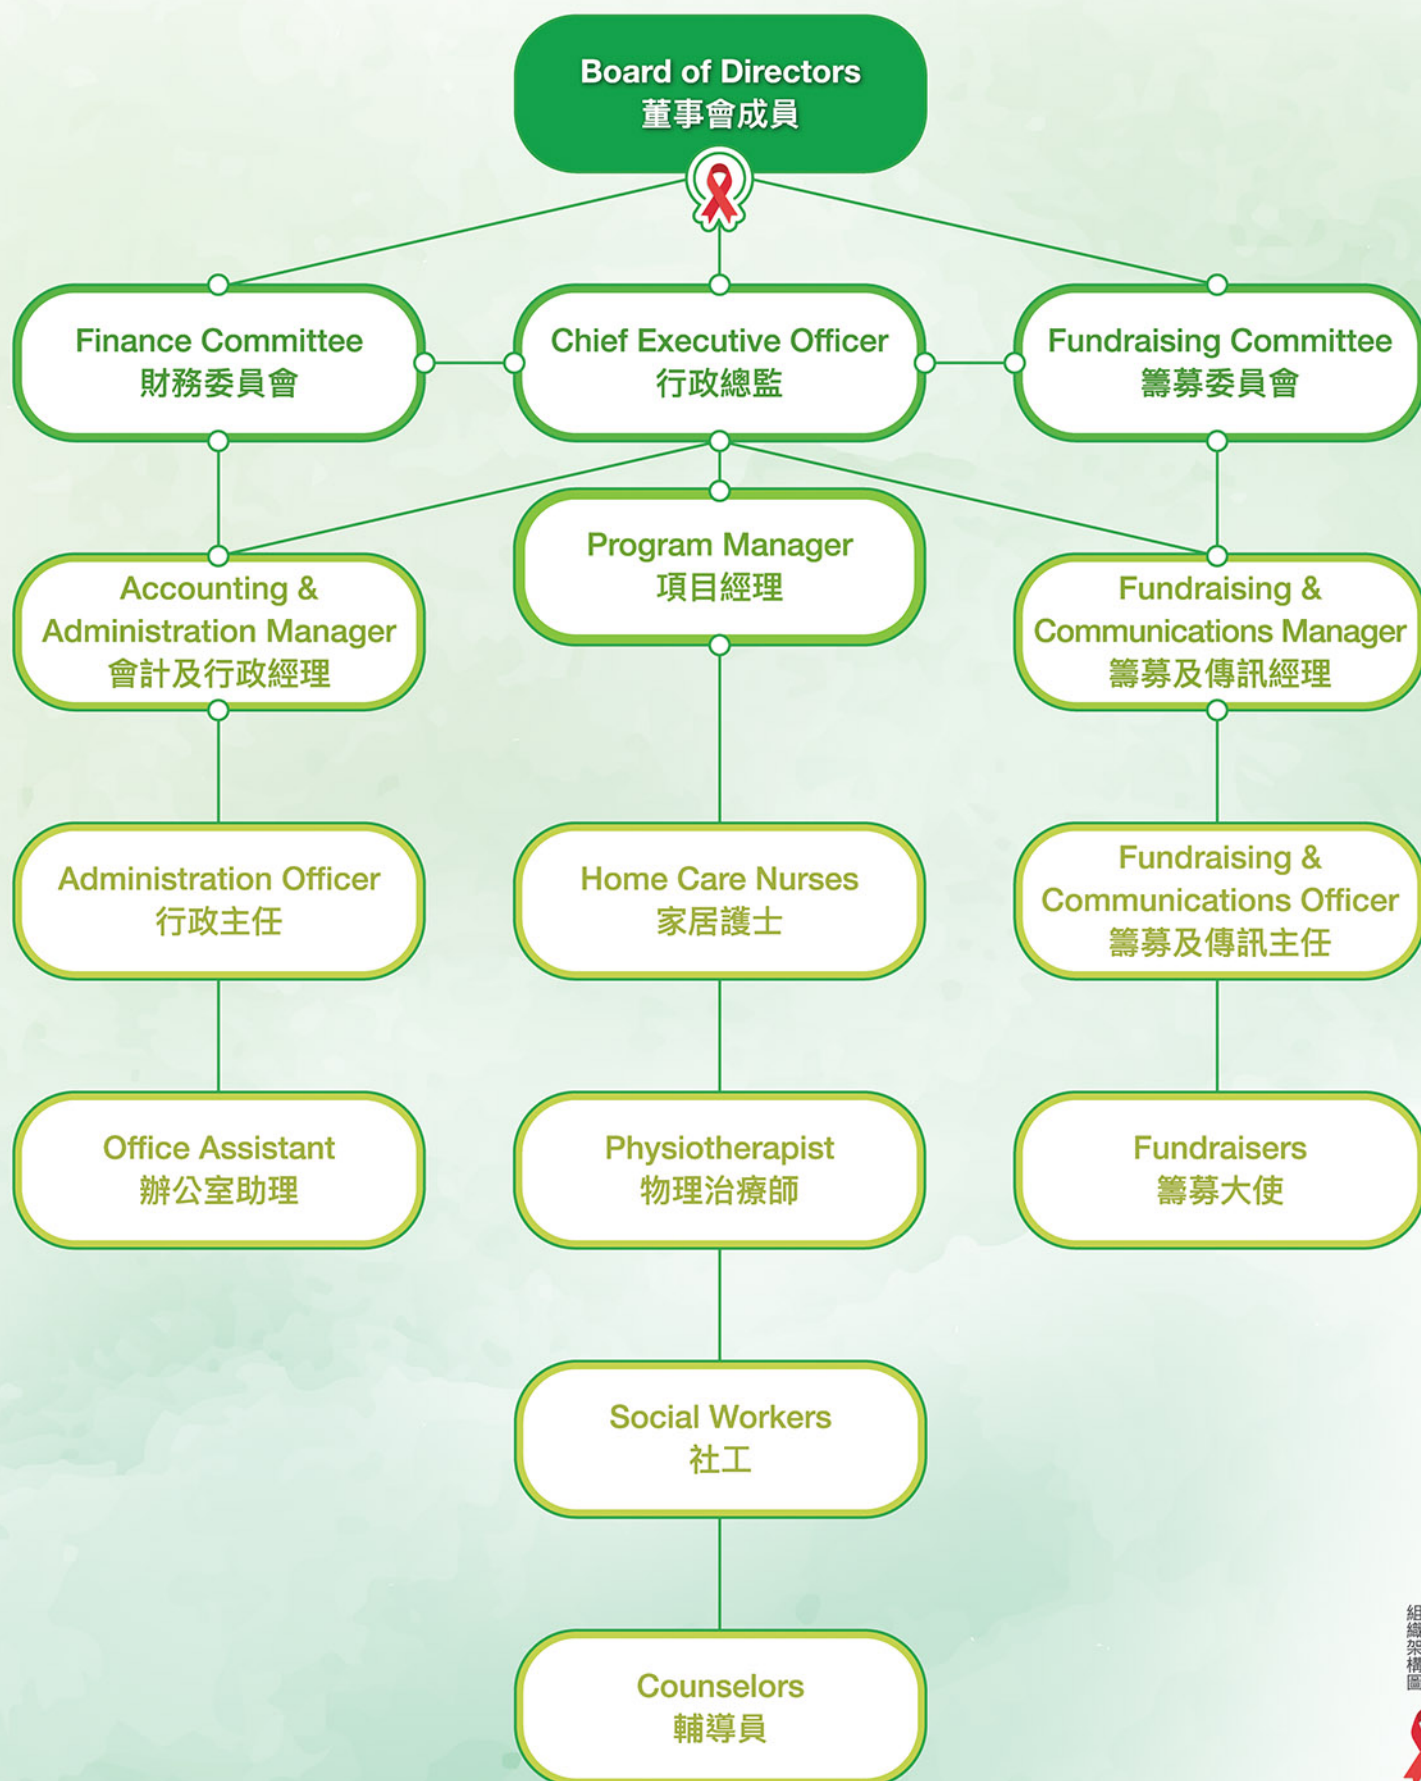 Board of Directors
董事會成員
Finance Committee
財務委員會
Chief Executive Officer
行政總監
Fundraising Committee
籌募委員會
Accounting &
Administration Manager
會計及行政經理
Program Manager
項目經理
Fundraising &
Communications Manager
籌募及傳訊經理
Administration Officer
行政主任
Home Care Nurses
家居護士
Fundraising &
Communications Officer
籌募及傳訊主任
Office Assistant
辦公室助理
Physiotherapist
物理治療師
Fundraisers
籌募大使
Social Workers
社工
Counselors
輔導員
組織架構圖